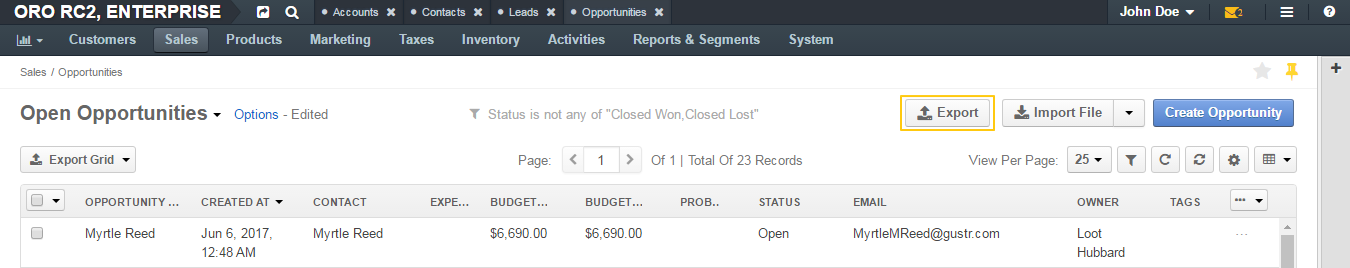 ORO RC2, ENTERPRISE
• Accounts ✖ • Contacts ✖ • Leads ✖ • Opportunities ✖
John Doe 2
Customers Sales Products Marketing Taxes Inventory Activities Reports & Segments System
Sales / Opportunities
Open Opportunities Options - Edited Status is not any of "Closed Won,Closed Lost" Export Import File Create Opportunity
Export Grid Page: 1 Of 1 | Total Of 23 Records View Per Page: 25
OPPORTUNITY ... CREATED AT CONTACT EXPE... BUDGET... BUDGET... PROB.. STATUS EMAIL OWNER TAGS ...
Myrtle Reed Jun 6, 2017, Myrtle Reed $6,690.00 $6,690.00 Open MyrtleMReed@gustr.com Loot ...
12:48 AM Hubbard